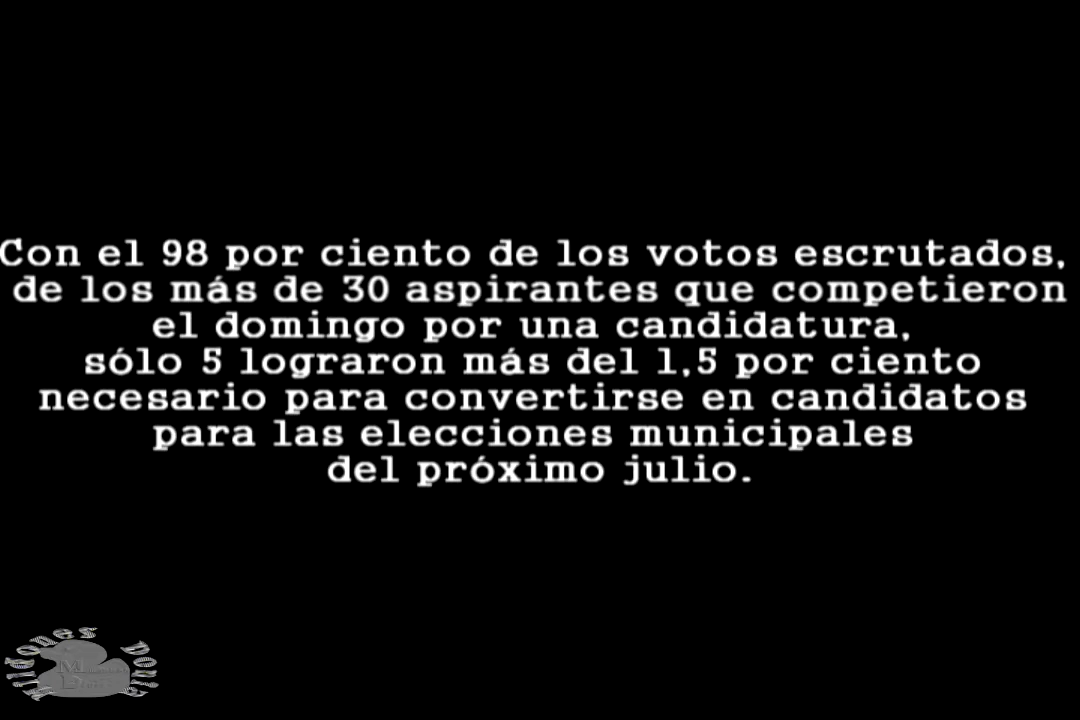 Con el 98 por ciento de los votos escrutados,
de los más de 30 aspirantes que competieron
el domingo por una candidatura,
sólo 5 lograron más del 1,5 por ciento
necesario para convertirse en candidatos
para las elecciones municipales
del próximo julio.